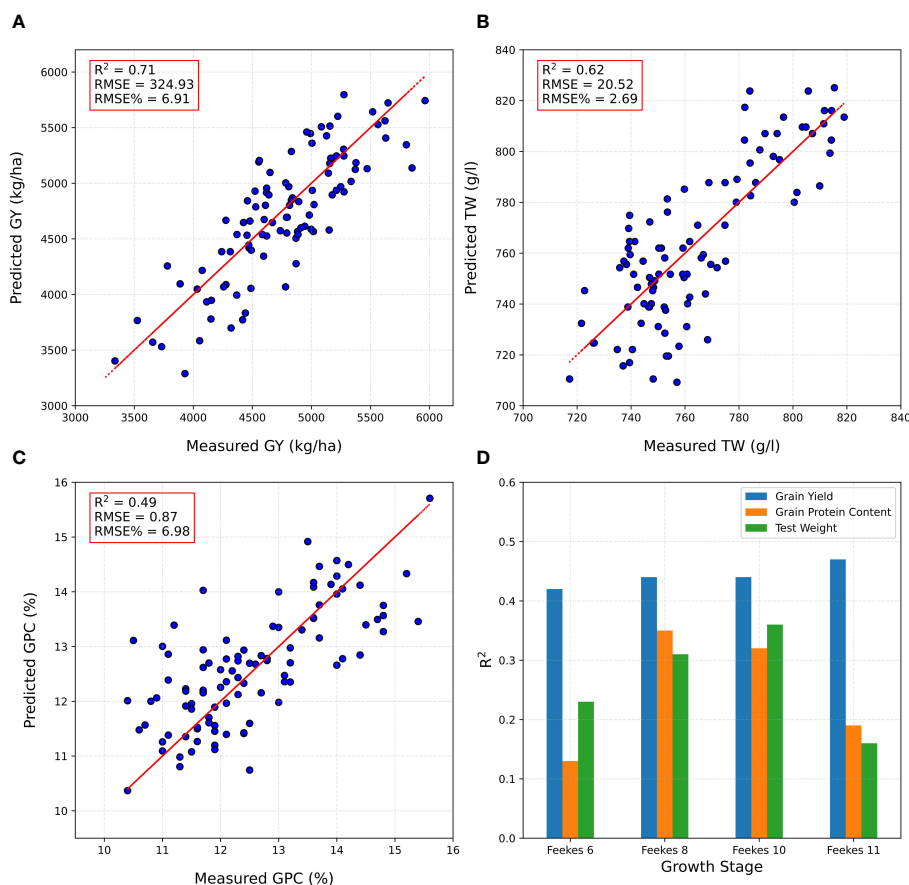 A
R² = 0.71
RMSE = 324.93
RMSE% = 6.91
Predicted GY (kg/ha)
6000
5500
5000
4500
4000
3500
3000
3000 3500 4000 4500 5000 5500 6000
Measured GY (kg/ha)
B
R² = 0.62
RMSE = 20.52
RMSE% = 2.69
Predicted TW (g/l)
840
820
800
780
760
740
720
700
700 720 740 760 780 800 820 840
Measured TW (g/l)
C
R² = 0.49
RMSE = 0.87
RMSE% = 6.98
Predicted GPC (%)
16
15
14
13
12
11
10
10 11 12 13 14 15 16
Measured GPC (%)
D
Grain Yield
Grain Protein Content
Test Weight
R²
0.6
0.5
0.4
0.3
0.2
0.1
0.0
Feekes 6 Feekes 8 Feekes 10 Feekes 11
Growth Stage